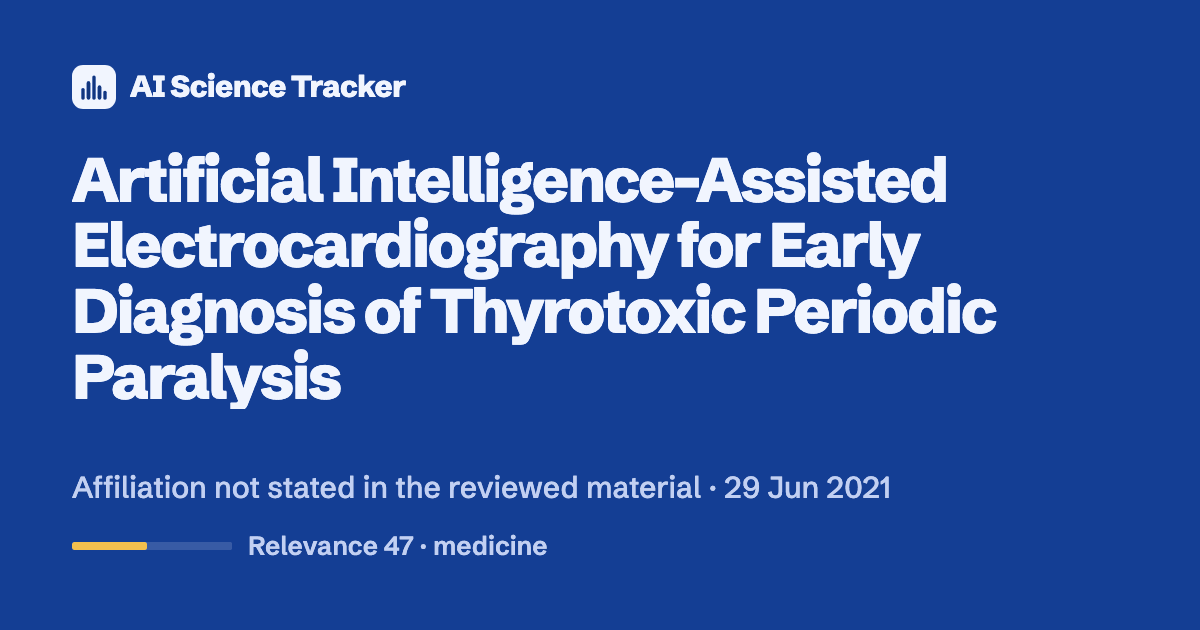 AI Science Tracker
Artificial Intelligence-Assisted
Electrocardiography for Early
Diagnosis of Thyrotoxic Periodic
Paralysis
Affiliation not stated in the reviewed material · 29 Jun 2021
Relevance 47 · medicine